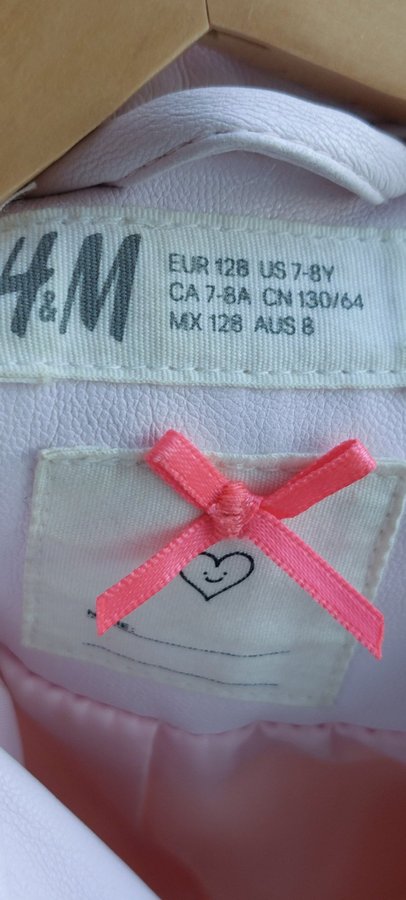 H&M
EUR 128 US 7-8Y
CA 7-8A CN 130/64
MX 128 AUS 8